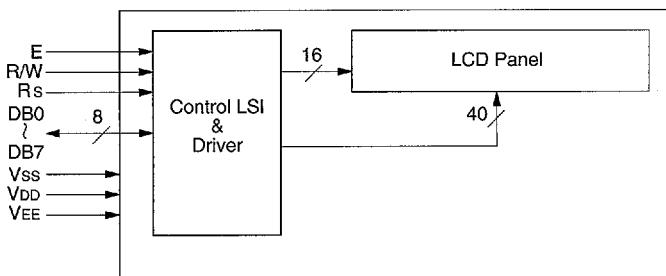 E
R/W
RS
DB0
~
DB7
8
VSS
VDD
VEE
Control LSI
&
Driver
16
LCD Panel
40